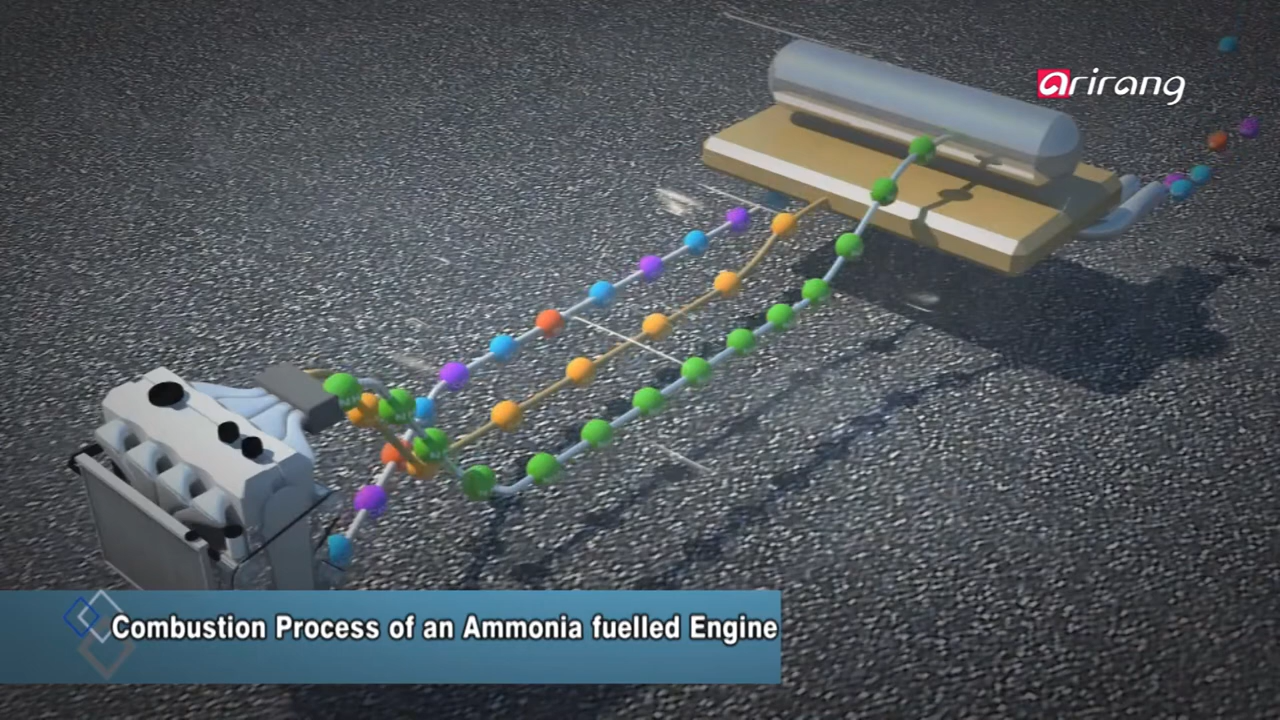 arirang
Combustion Process of an Ammonia fuelled Engine